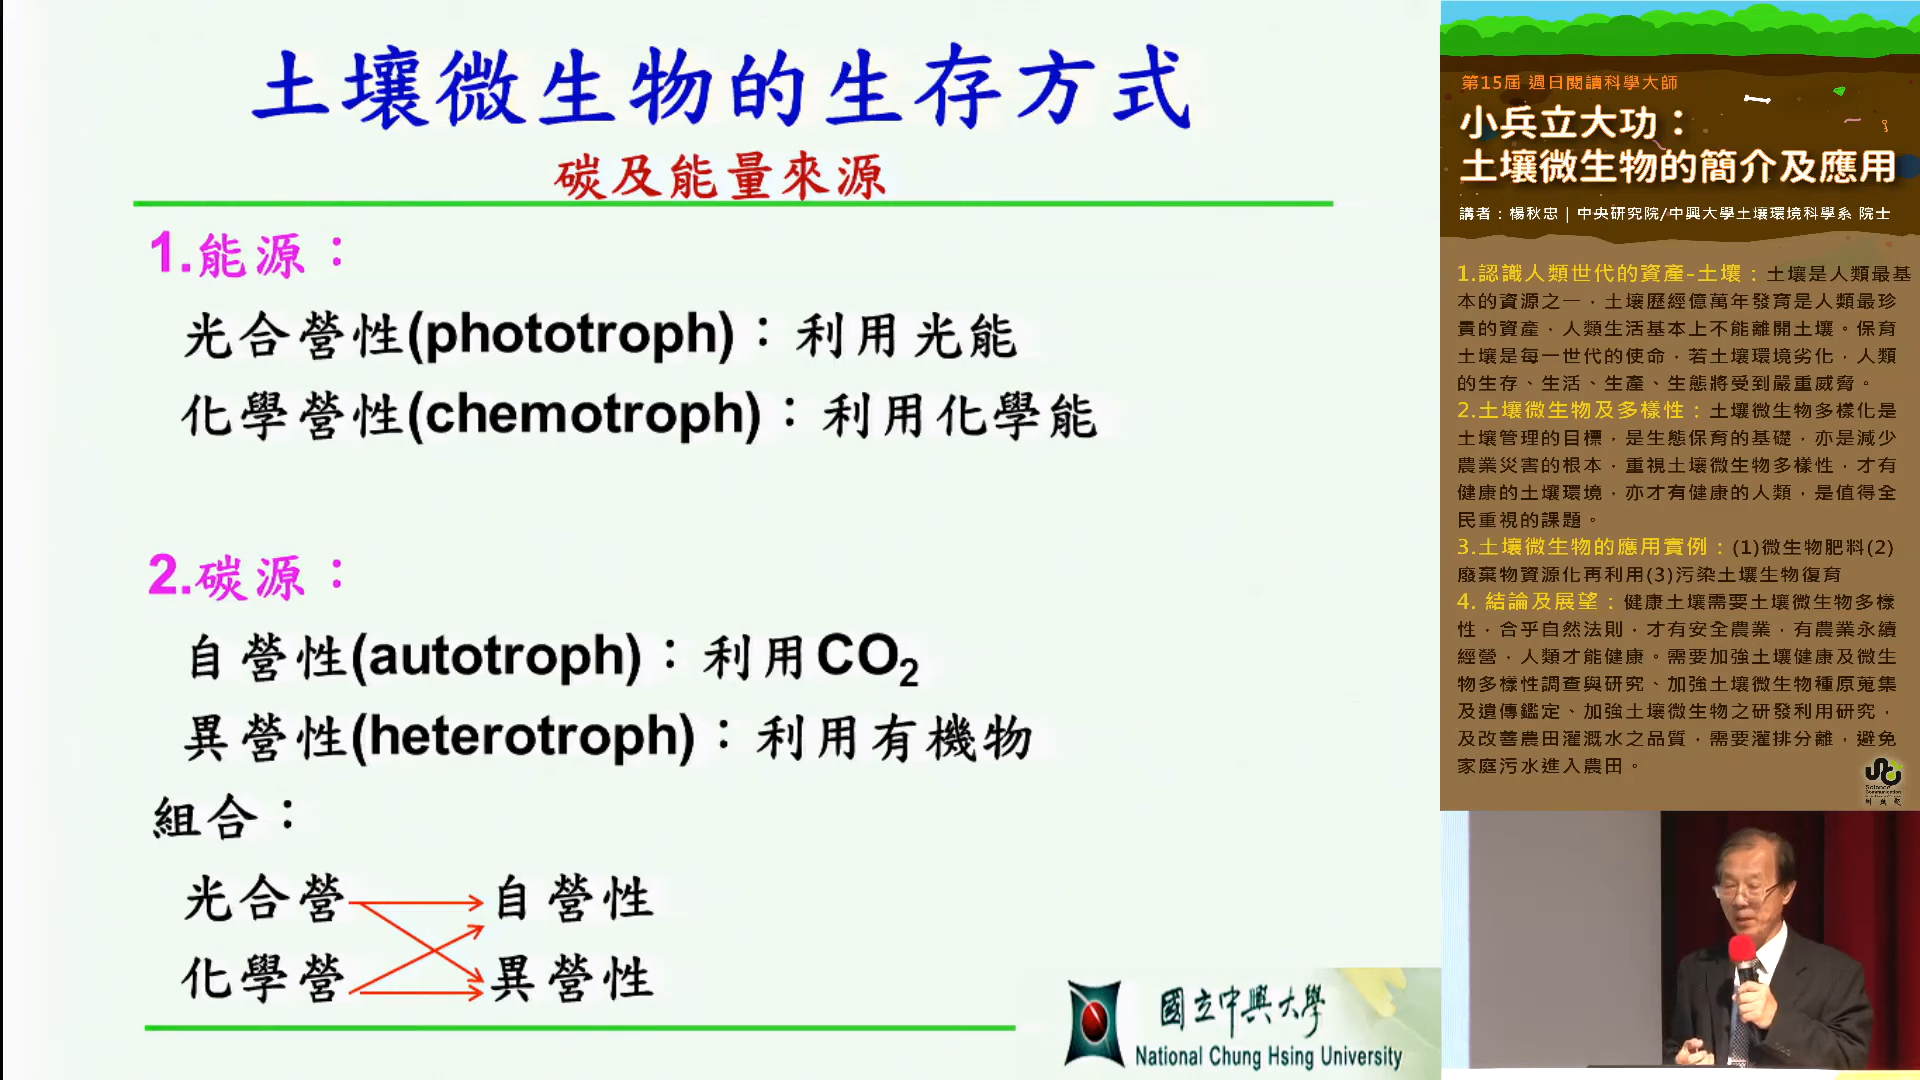 土壤微生物的生存方式
碳及能量來源
1.能源：
光合營性(phototroph)：利用光能
化學營性(chemotroph)：利用化學能
2.碳源：
自營性(autotroph)：利用CO₂
異營性(heterotroph)：利用有機物
組合：
光合營 自營性
化學營 異營性
國立中興大學
National Chung Hsing University
第15屆 週日閱讀科學大師
小兵立大功：
土壤微生物的簡介及應用
講者：楊秋忠 | 中央研究院/中興大學土壤環境科學系 院士
1.認識人類世代的資產-土壤：土壤是人類最基
本的資源之一，土壤歷經億萬年發育是人類最珍
貴的資產，人類生活基本上不能離開土壤。保育
土壤是每一世代的使命，若土壤環境劣化，人類
的生存、生活、生產、生態將受到嚴重威脅。
2.土壤微生物及多樣性：土壤微生物多樣化是
土壤管理的目標，是生態保育的基礎，亦是減少
農業災害的根本，重視土壤微生物多樣性，才有
健康的土壤環境，亦才有健康的人類，是值得全
民重視的課題。
3.土壤微生物的應用實例：(1)微生物肥料(2)
廢棄物資源化再利用(3)污染土壤生物復育
4. 結論及展望：健康土壤需要土壤微生物多樣
性，合乎自然法則，才有安全農業，有農業永續
經營，人類才能健康。需要加強土壤健康及微生
物多樣性調查與研究、加強土壤微生物種原蒐集
及遺傳鑑定、加強土壤微生物之研發利用研究，
及改善農田灌溉水之品質，需要灌排分離，避免
家庭污水進入農田。
Science
Communication